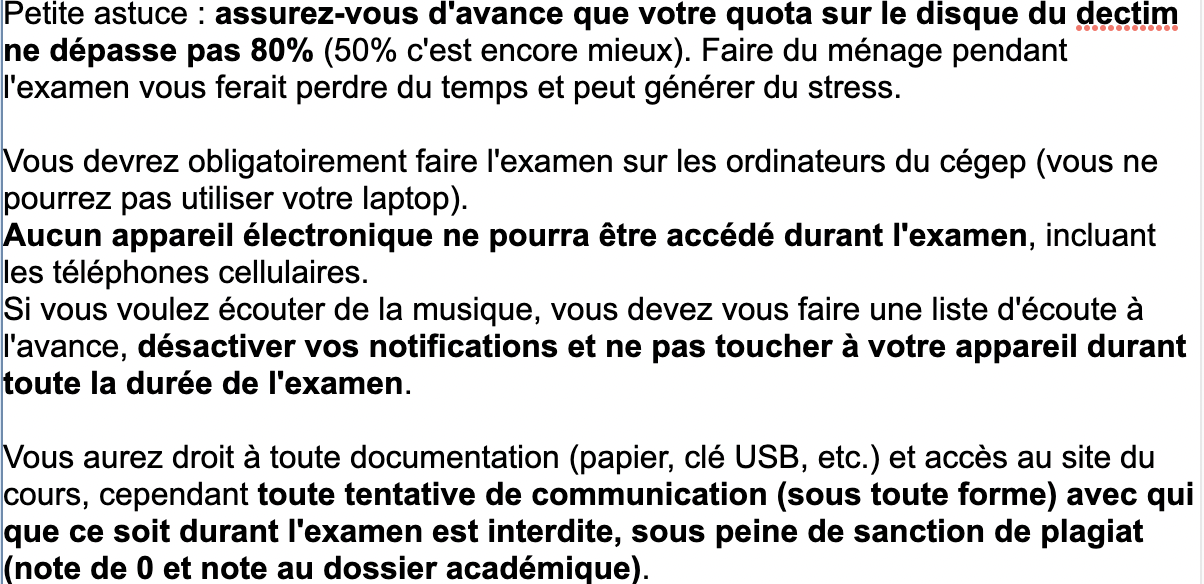 Petite astuce : assurez-vous d'avance que votre quota sur le disque du dectim
ne dépasse pas 80% (50% c'est encore mieux). Faire du ménage pendant
l'examen vous ferait perdre du temps et peut générer du stress.
Vous devrez obligatoirement faire l'examen sur les ordinateurs du cégep (vous ne
pourrez pas utiliser votre laptop).
Aucun appareil électronique ne pourra être accédé durant l'examen, incluant
les téléphones cellulaires.
Si vous voulez écouter de la musique, vous devez vous faire une liste d'écoute à
l'avance, désactiver vos notifications et ne pas toucher à votre appareil durant
toute la durée de l'examen.
Vous aurez droit à toute documentation (papier, clé USB, etc.) et accès au site du
cours, cependant toute tentative de communication (sous toute forme) avec qui
que ce soit durant l'examen est interdite, sous peine de sanction de plagiat
(note de 0 et note au dossier académique).